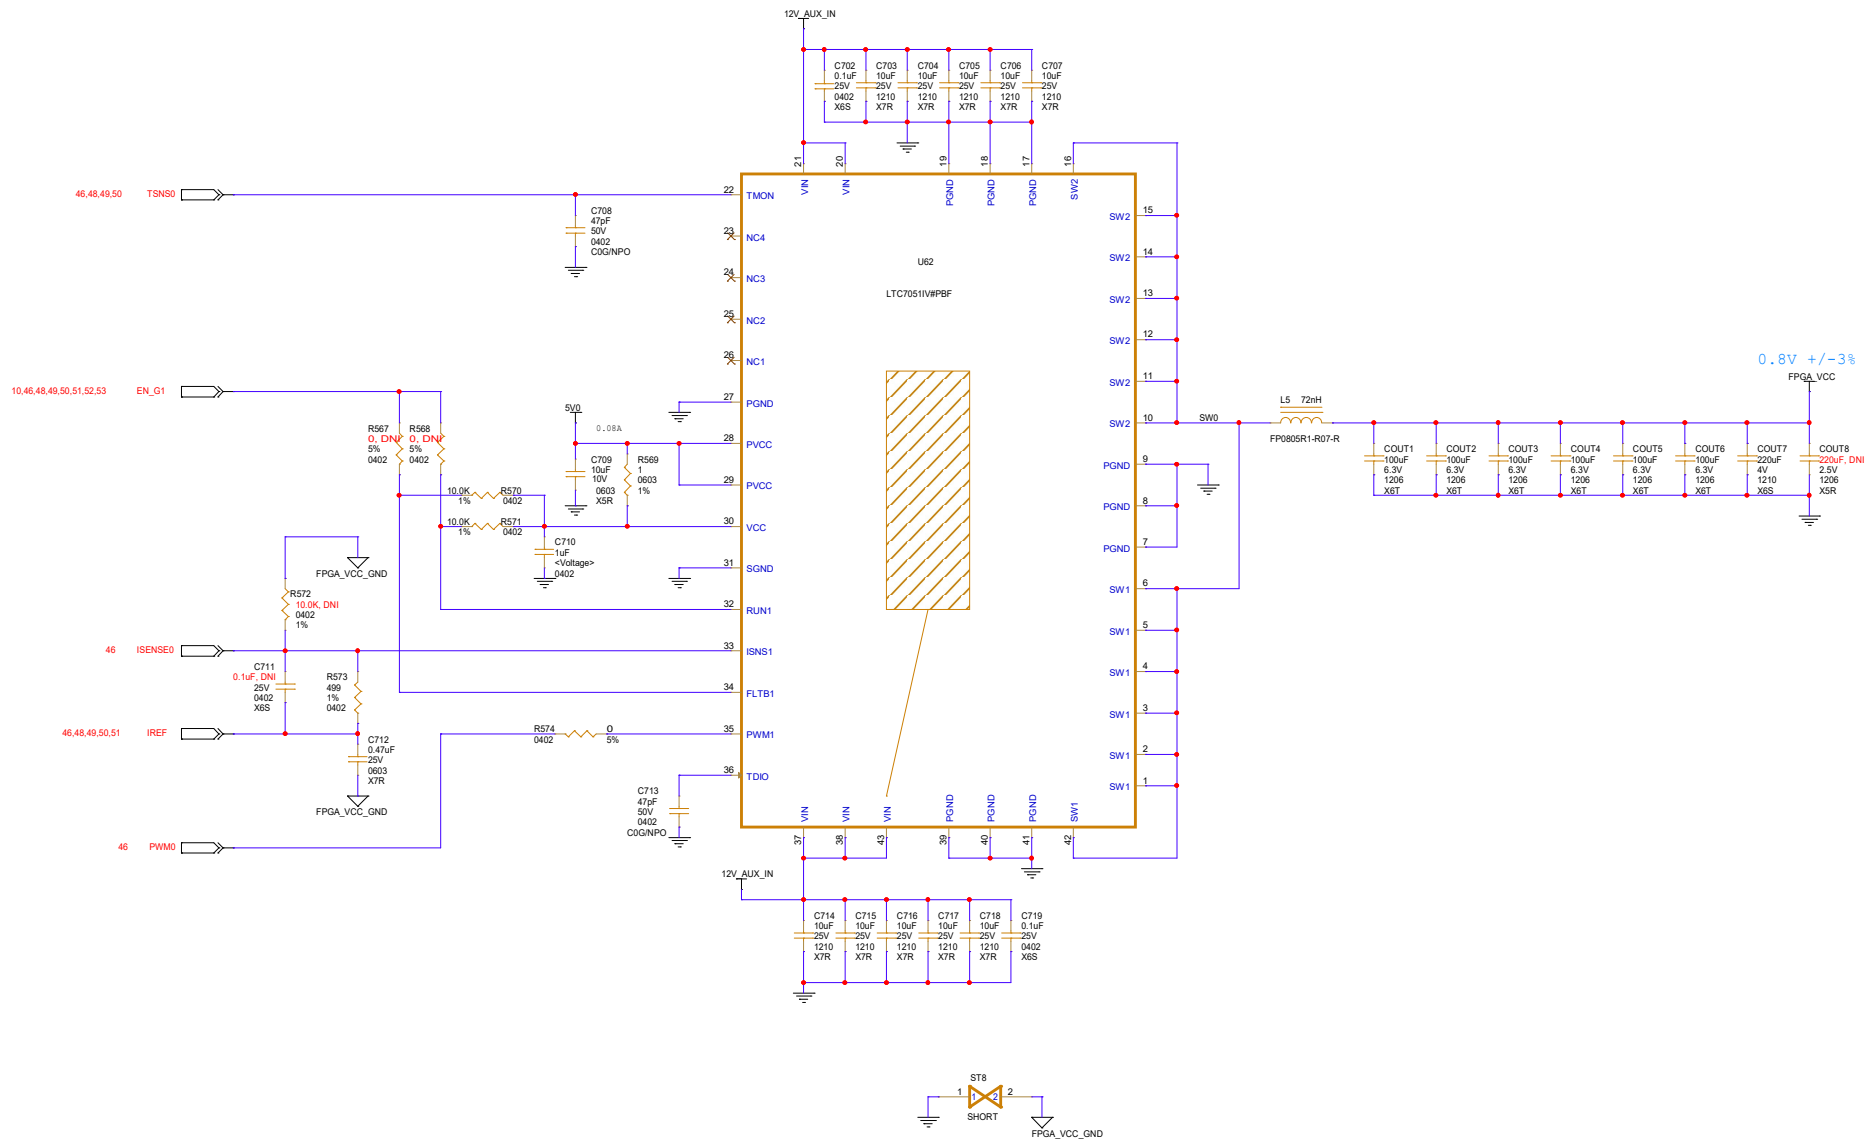 12V_AUX_IN
C702
0.1uF
25V
0402
X6S
C703
10uF
25V
1210
X7R
C704
10uF
25V
1210
X7R
C705
10uF
25V
1210
X7R
C706
10uF
25V
1210
X7R
C707
10uF
25V
1210
X7R
21
20
19
18
17
16
VIN
VIN
PGND
PGND
PGND
SW2
46,48,49,50 TSNS0
22 TMON
C708
47pF
50V
0402
C0G/NPO
23 NC4
24 NC3
25 NC2
26 NC1
U62
LTC7051IV#PBF
SW2 15
SW2 14
SW2 13
SW2 12
SW2 11
SW2 10
PGND 9
PGND 8
PGND 7
SW1 6
SW1 5
SW1 4
SW1 3
SW1 2
SW1 1
10,46,48,49,50,51,52,53 EN_G1
27 PGND
28 PVCC
29 PVCC
30 VCC
31 SGND
32 RUN1
33 ISNS1
34 FLTB1
35 PWM1
36 TDIO
R567
0, DNI
5%
0402
R568
0, DNI
5%
0402
5V0
0.08A
C709
10uF
10V
0603
X5R
R569
1
0603
1%
10.0K R570
1% 0402
10.0K R571
1% 0402
C710
1uF
<Voltage>
0402
FPGA_VCC_GND
R572
10.0K, DNI
0402
1%
46 ISENSE0
C711
0.1uF, DNI
25V
0402
X6S
R573
499
1%
0402
46,48,49,50,51 IREF
C712
0.47uF
25V
0603
X7R
FPGA_VCC_GND
R574 0
0402 5%
46 PWM0
C713
47pF
50V
0402
C0G/NPO
SW0
L5 72nH
FP0805R1-R07-R
0.8V +/-3%
FPGA_VCC
COUT1
100uF
6.3V
1206
X6T
COUT2
100uF
6.3V
1206
X6T
COUT3
100uF
6.3V
1206
X6T
COUT4
100uF
6.3V
1206
X6T
COUT5
100uF
6.3V
1206
X6T
COUT6
100uF
6.3V
1206
X6T
COUT7
220uF
4V
1210
X6S
COUT8
220uF, DNI
2.5V
1206
X5R
VIN
VIN
VIN
PGND
PGND
PGND
SW1
37
38
43
39
40
41
42
12V_AUX_IN
C714
10uF
25V
1210
X7R
C715
10uF
25V
1210
X7R
C716
10uF
25V
1210
X7R
C717
10uF
25V
1210
X7R
C718
10uF
25V
1210
X7R
C719
0.1uF
25V
0402
X6S
ST8
1 1 2 2
SHORT
FPGA_VCC_GND